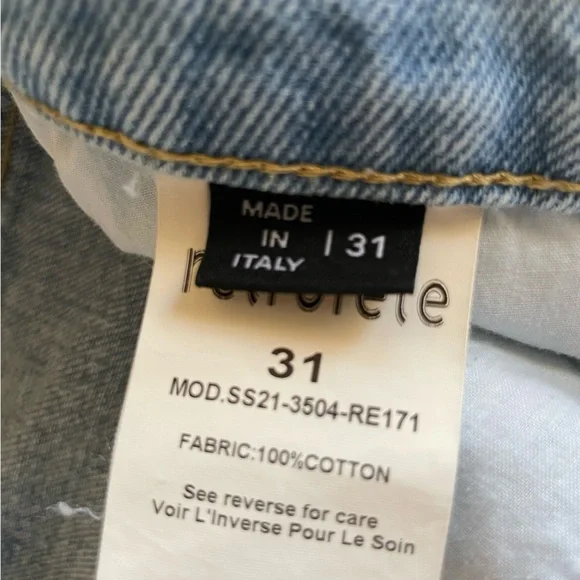 MADE
IN | 31
ITALY
retrofete
31
MOD.SS21-3504-RE171
FABRIC:100%COTTON
See reverse for care
Voir L'Inverse Pour Le Soin